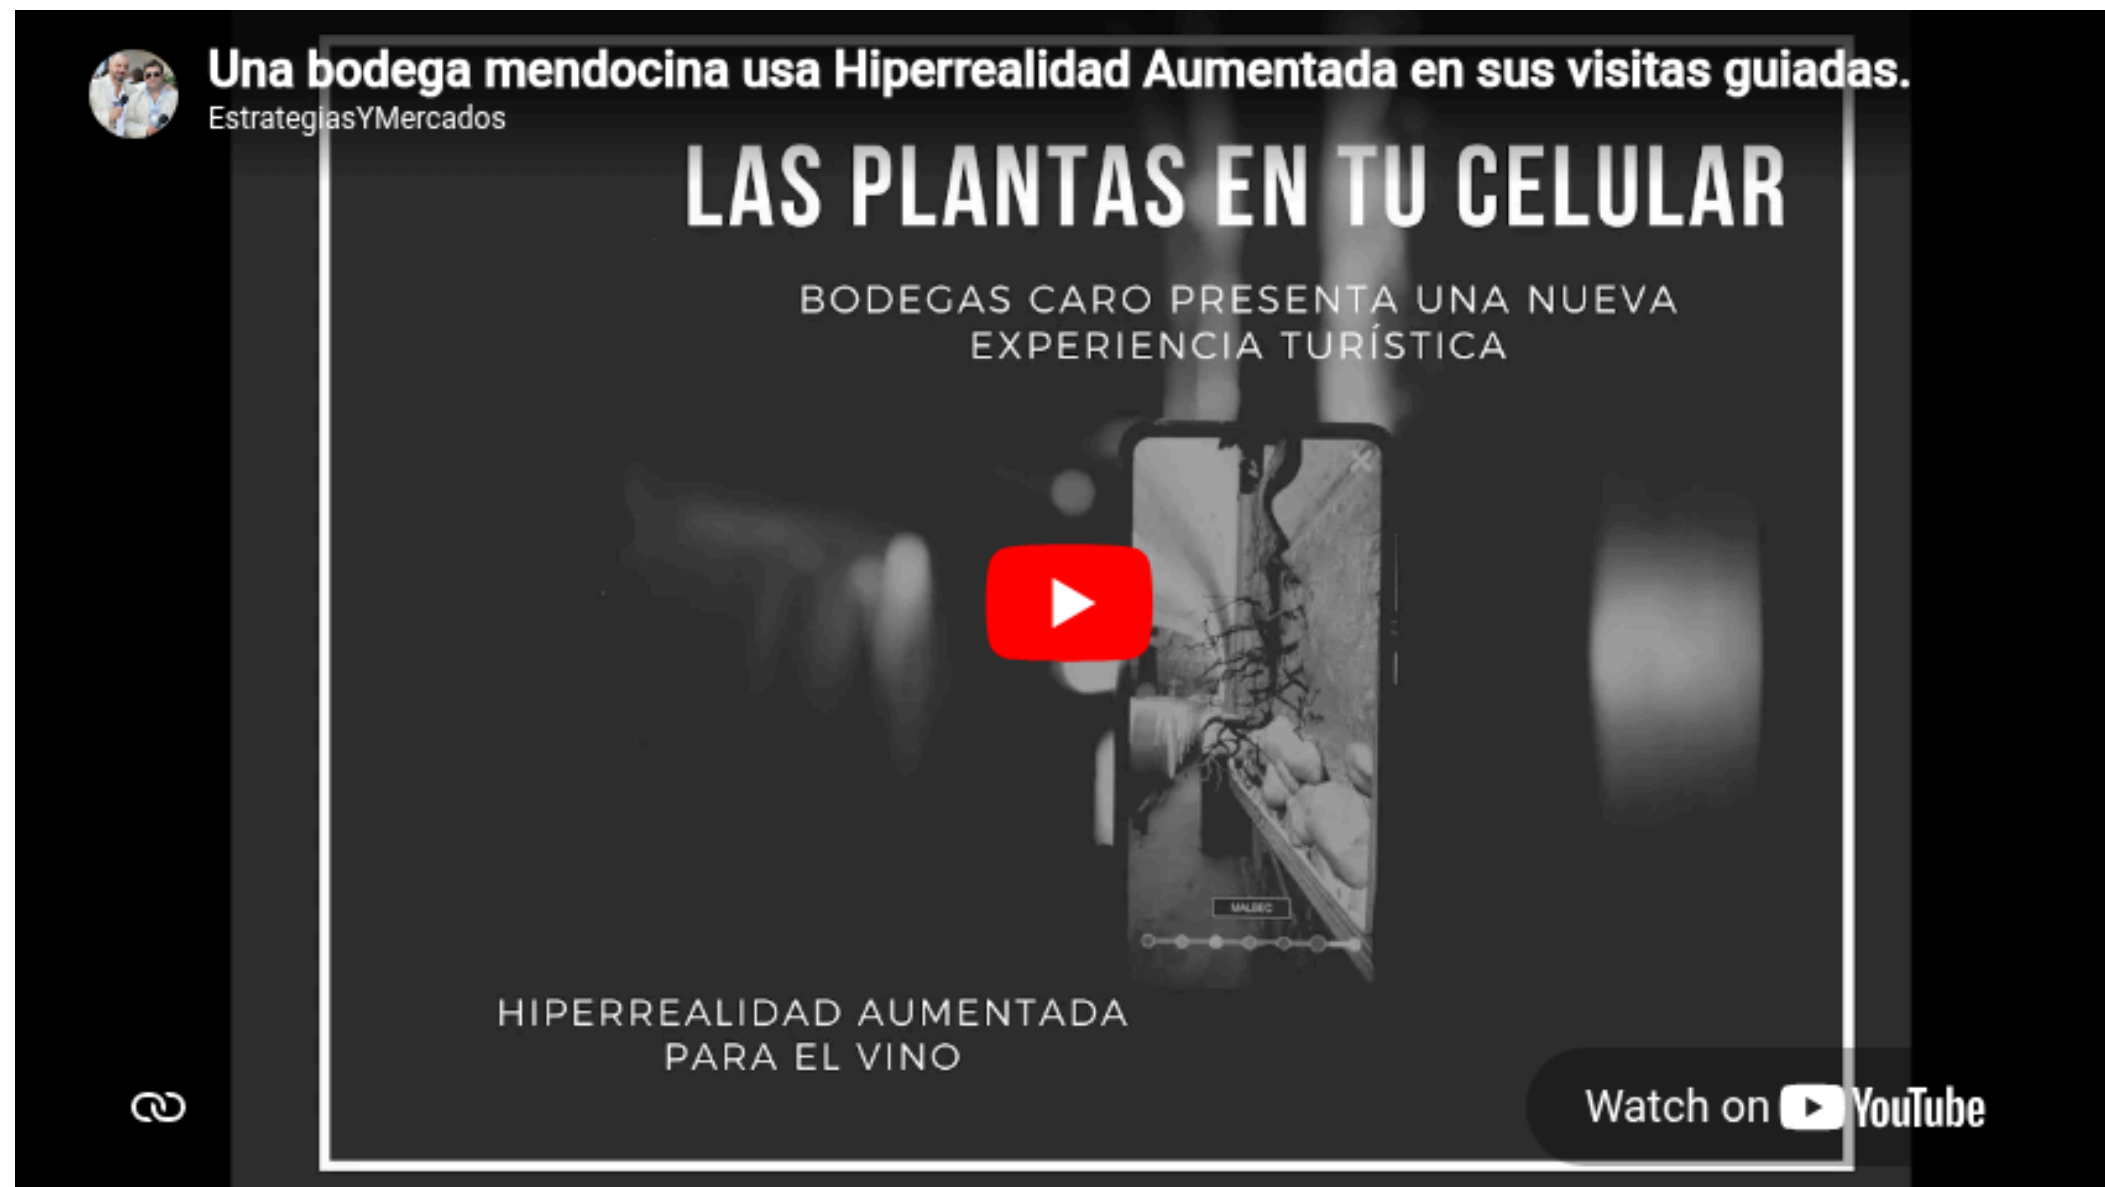 Una bodega mendocina usa Hiperrealidad Aumentada en sus visitas guiadas.
EstrategiasYMercados
LAS PLANTAS EN TU CELULAR
BODEGAS CARO PRESENTA UNA NUEVA
EXPERIENCIA TURÍSTICA
MALBEC
HIPERREALIDAD AUMENTADA
PARA EL VINO
Watch on YouTube